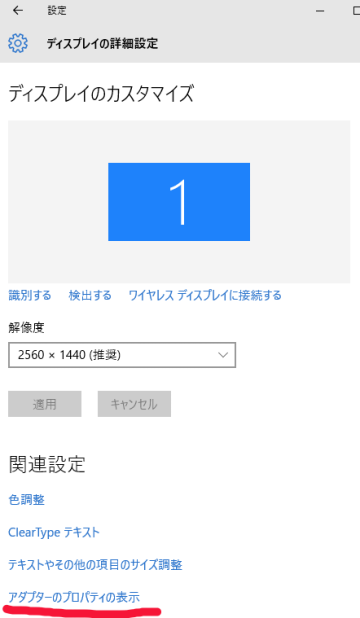 設定
ディスプレイの詳細設定
ディスプレイのカスタマイズ
1
識別する 検出する ワイヤレス ディスプレイに接続する
解像度
2560 × 1440 (推奨)
適用 キャンセル
関連設定
色調整
ClearType テキスト
テキストやその他の項目のサイズ調整
アダプターのプロパティの表示